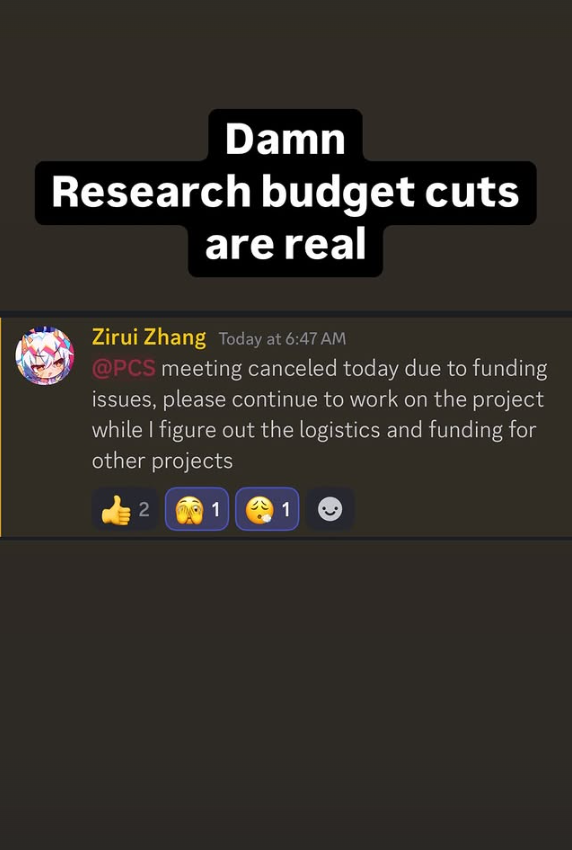 Damn
Research budget cuts
are real
Zirui Zhang Today at 6:47 AM
@PCS meeting canceled today due to funding
issues, please continue to work on the project
while I figure out the logistics and funding for
other projects
2 1 1